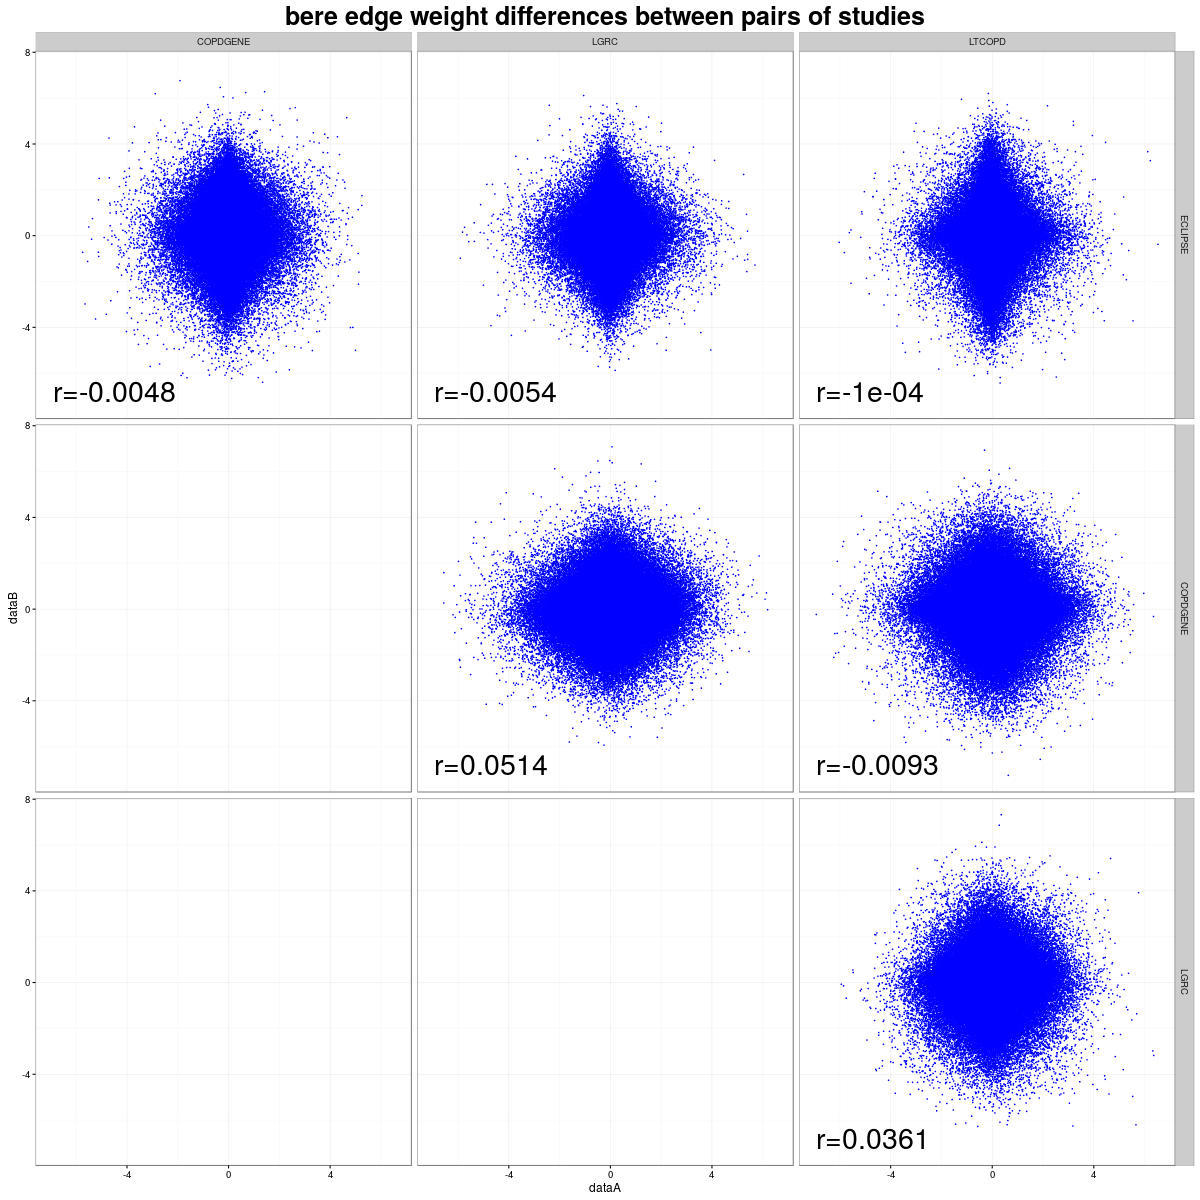 bere edge weight differences between pairs of studies
COPDGENE
LGRC
LTCOPD
8
4
0
-4
r=-0.0048
r=-0.0054
r=-1e-04
ECLIPSE
8
4
0
-4
r=0.0514
r=-0.0093
COPDGENE
dataB
8
4
0
-4
r=0.0361
LGRC
-4
0
4
-4
0
4
-4
0
4
dataA